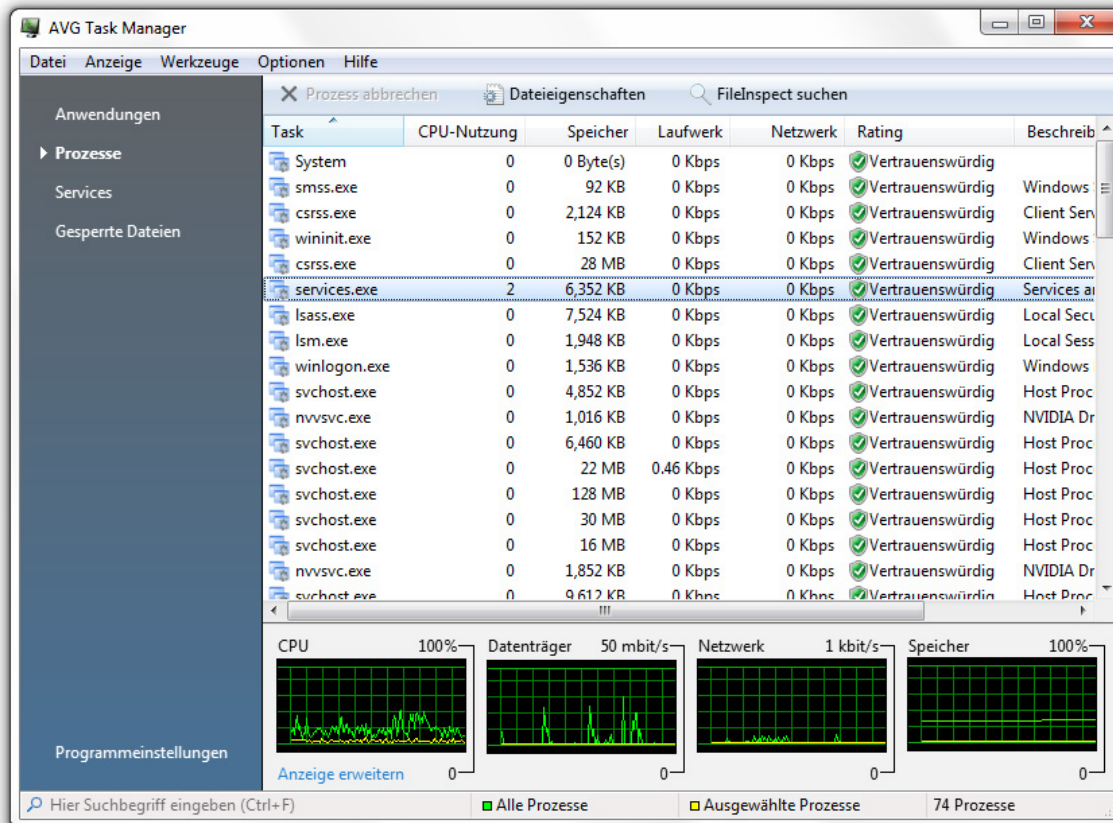 AVG Task Manager
Datei Anzeige Werkzeuge Optionen Hilfe
Anwendungen
Prozesse
Services
Gesperrte Dateien
Programmeinstellungen
Prozess abbrechen Dateieigenschaften FileInspect suchen
Task CPU-Nutzung Speicher Laufwerk Netzwerk Rating Beschreib
System 0 0 Byte(s) 0 Kbps 0 Kbps Vertrauenswürdig
smss.exe 0 92 KB 0 Kbps 0 Kbps Vertrauenswürdig Windows
csrss.exe 0 2,124 KB 0 Kbps 0 Kbps Vertrauenswürdig Client Serv
wininit.exe 0 152 KB 0 Kbps 0 Kbps Vertrauenswürdig Windows
csrss.exe 0 28 MB 0 Kbps 0 Kbps Vertrauenswürdig Client Serv
services.exe 2 6,352 KB 0 Kbps 0 Kbps Vertrauenswürdig Services a
lsass.exe 0 7,524 KB 0 Kbps 0 Kbps Vertrauenswürdig Local Secu
lsm.exe 0 1,948 KB 0 Kbps 0 Kbps Vertrauenswürdig Local Sess
winlogon.exe 0 1,536 KB 0 Kbps 0 Kbps Vertrauenswürdig Windows
svchost.exe 0 4,852 KB 0 Kbps 0 Kbps Vertrauenswürdig Host Proc
nvvsvc.exe 0 1,016 KB 0 Kbps 0 Kbps Vertrauenswürdig NVIDIA Dr
svchost.exe 0 6,460 KB 0 Kbps 0 Kbps Vertrauenswürdig Host Proc
svchost.exe 0 22 MB 0.46 Kbps 0 Kbps Vertrauenswürdig Host Proc
svchost.exe 0 128 MB 0 Kbps 0 Kbps Vertrauenswürdig Host Proc
svchost.exe 0 30 MB 0 Kbps 0 Kbps Vertrauenswürdig Host Proc
svchost.exe 0 16 MB 0 Kbps 0 Kbps Vertrauenswürdig Host Proc
nvvsvc.exe 0 1,852 KB 0 Kbps 0 Kbps Vertrauenswürdig NVIDIA Dr
svchost.exe 0 9,612 KB 0 Kbps 0 Kbps Vertrauenswürdig Host Proc
CPU 100% Datenträger 50 mbit/s Netzwerk 1 kbit/s Speicher 100%
Anzeige erweitern 0 0 0 0
Hier Suchbegriff eingeben (Ctrl+F) Alle Prozesse Ausgewählte Prozesse 74 Prozesse